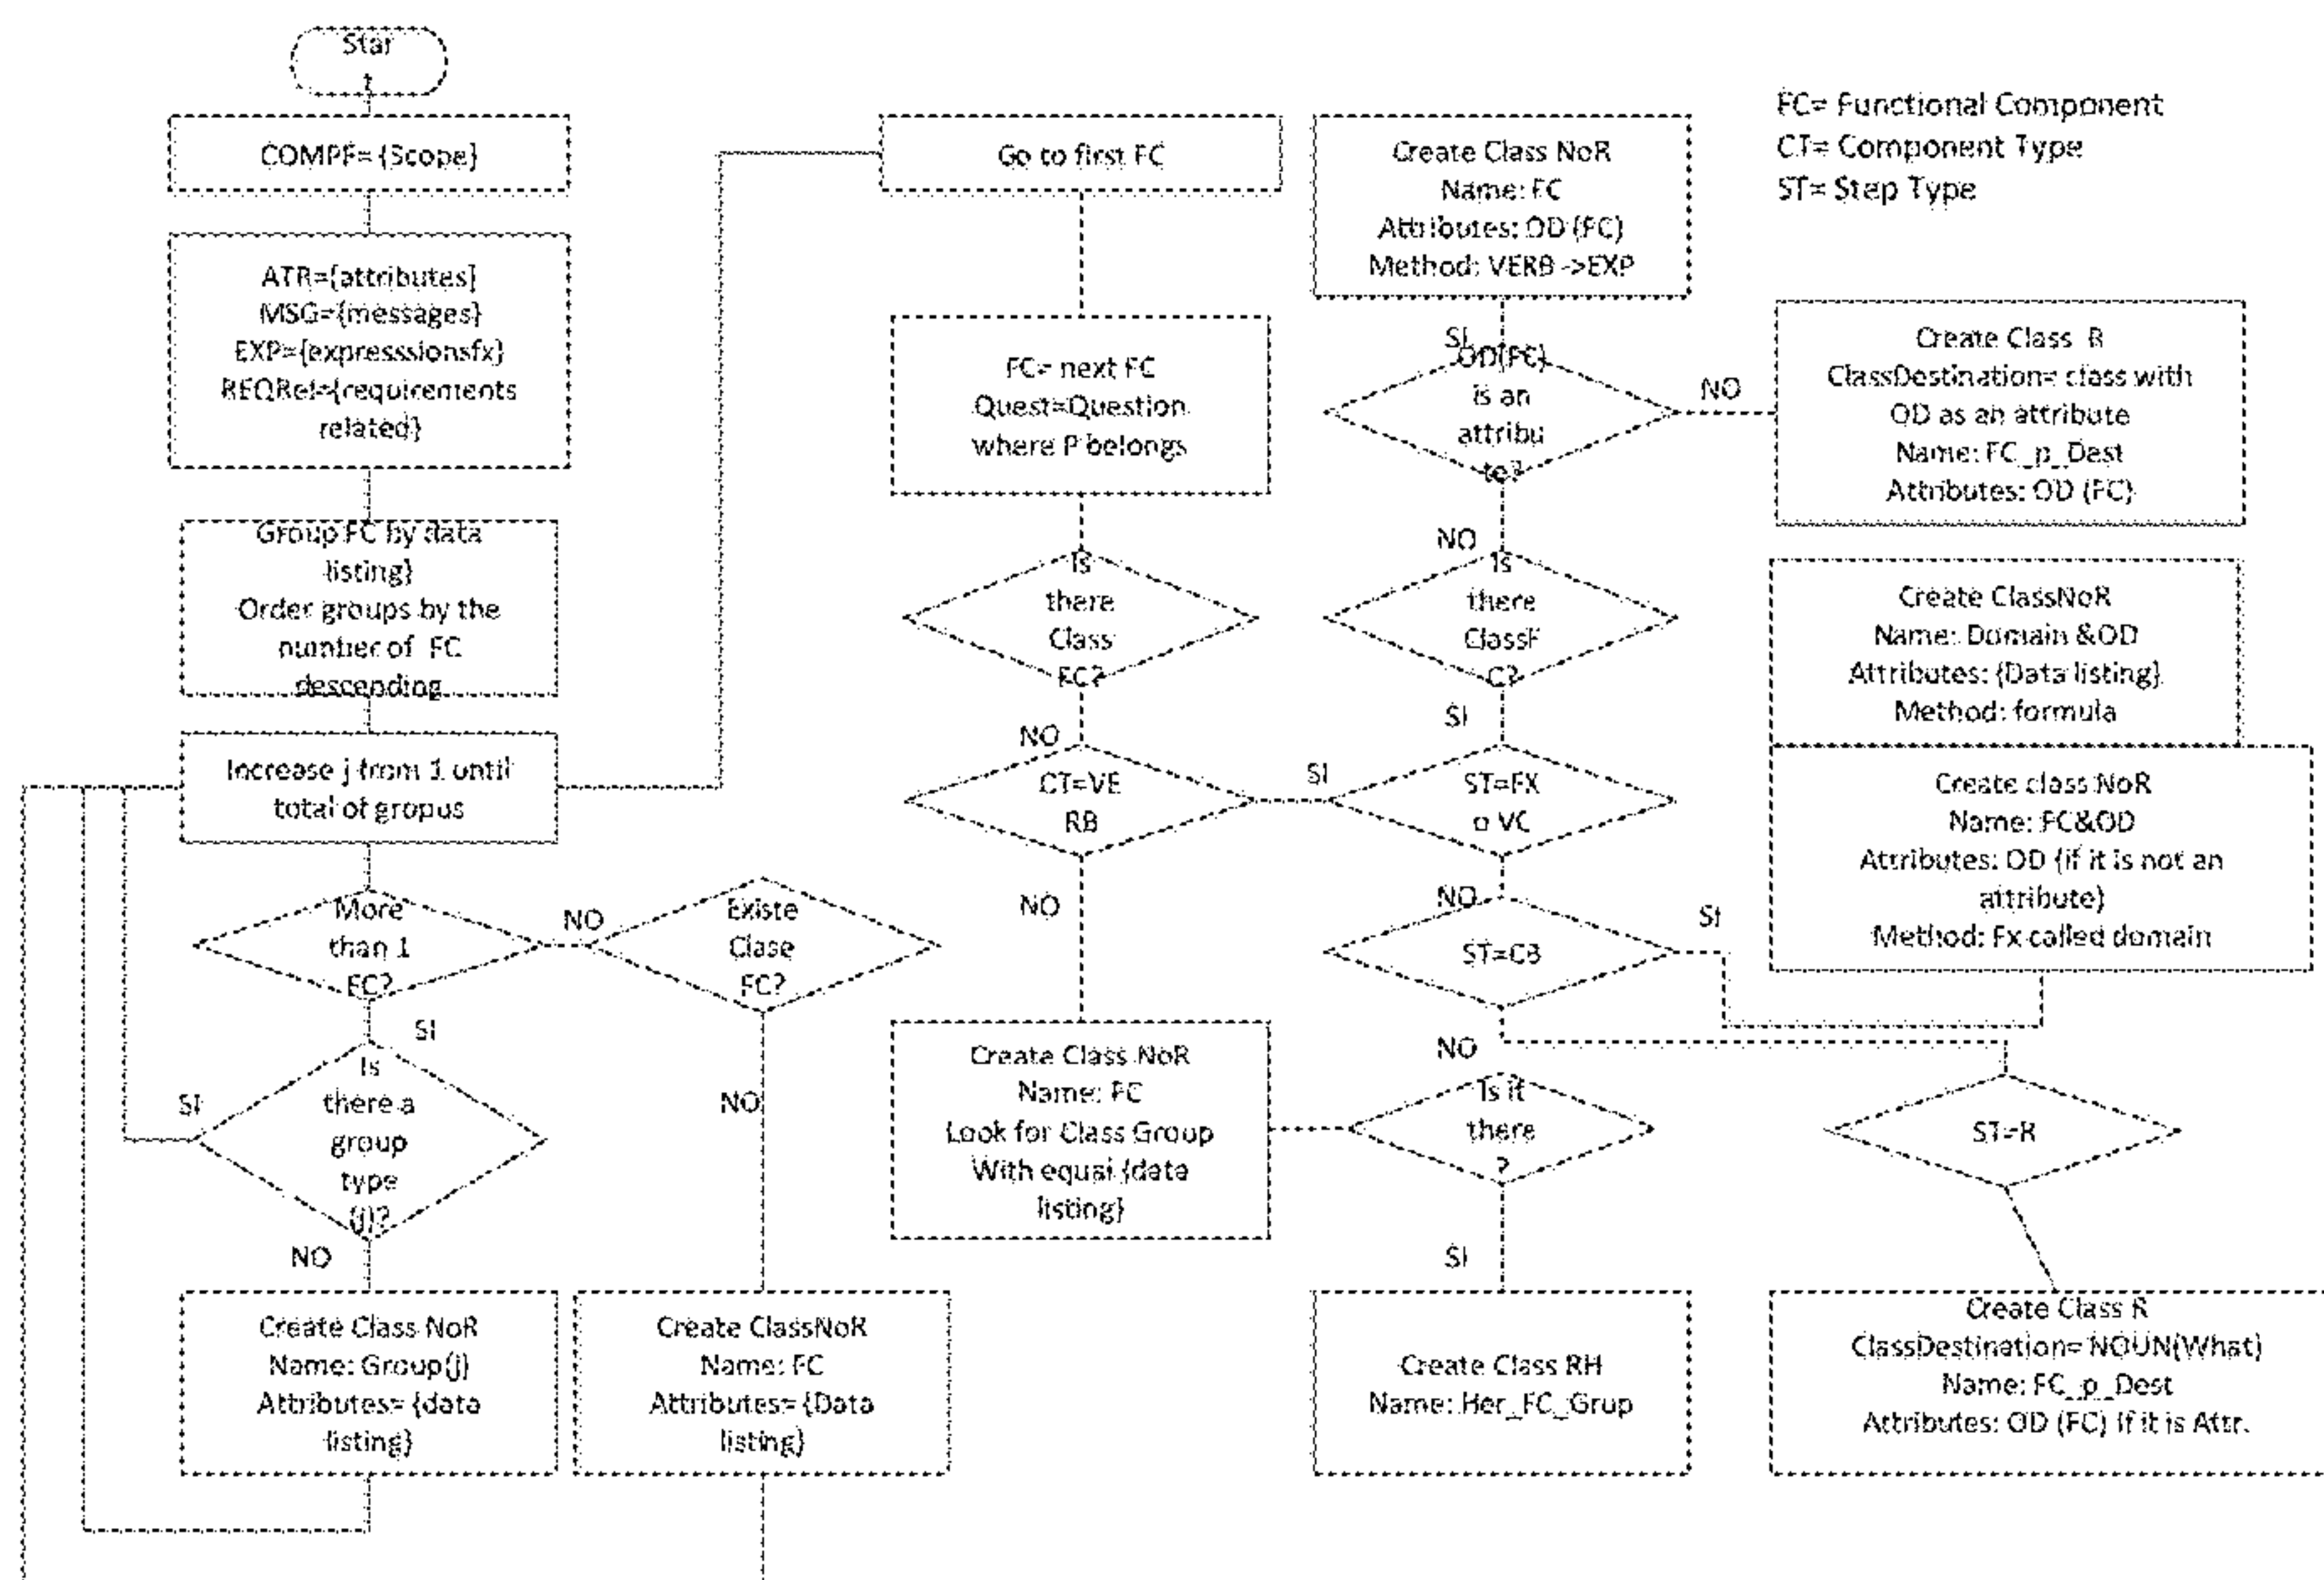 Star
t
COMPF= {Scope}
ATR={attributes}
MSG={messages}
EXP={expresssionsfx}
REQRel={requirements
related}
Group FC by data
listing}
Order groups by the
number of FC
descending
Increase j from 1 until
total of gropus
More
than 1
FC?
NO
SI
Existe
Clase
FC?
NO
Is
there a
group
type
(j)?
SI
NO
Create Class NoR
Name: Group(j)
Attributes= {data
listing}
Create ClassNoR
Name: FC
Attributes= {Data
listing}
Go to first FC
FC= next FC
Quest=Question
where P belongs
Is
there
Class
FC?
NO
CT=VE
RB
SI
NO
Create Class NoR
Name: FC
Look for Class Group
With equal {data
listing}
Create Class NoR
Name: FC
Attributes: OD (FC)
Method: VERB ->EXP
SI
OD(FC)
is an
attribu
te?
NO
NO
Is
there
ClassF
C?
SI
ST=FX
o VC
NO
ST=CB
SI
NO
Is it
there
?
SI
Create Class RH
Name: Her_FC_Grup
FC= Functional Component
CT= Component Type
ST= Step Type
Create Class R
ClassDestination= class with
OD as an attribute
Name: FC_p_Dest
Attributes: OD (FC)
Create ClassNoR
Name: Domain &OD
Attributes: {Data listing}
Method: formula
Create class NoR
Name: FC&OD
Attributes: OD (if it is not an
attribute)
Method: Fx called domain
ST=R
Create Class R
ClassDestination= NOUN(What)
Name: FC_p_Dest
Attributes: OD (FC) If it is Attr.